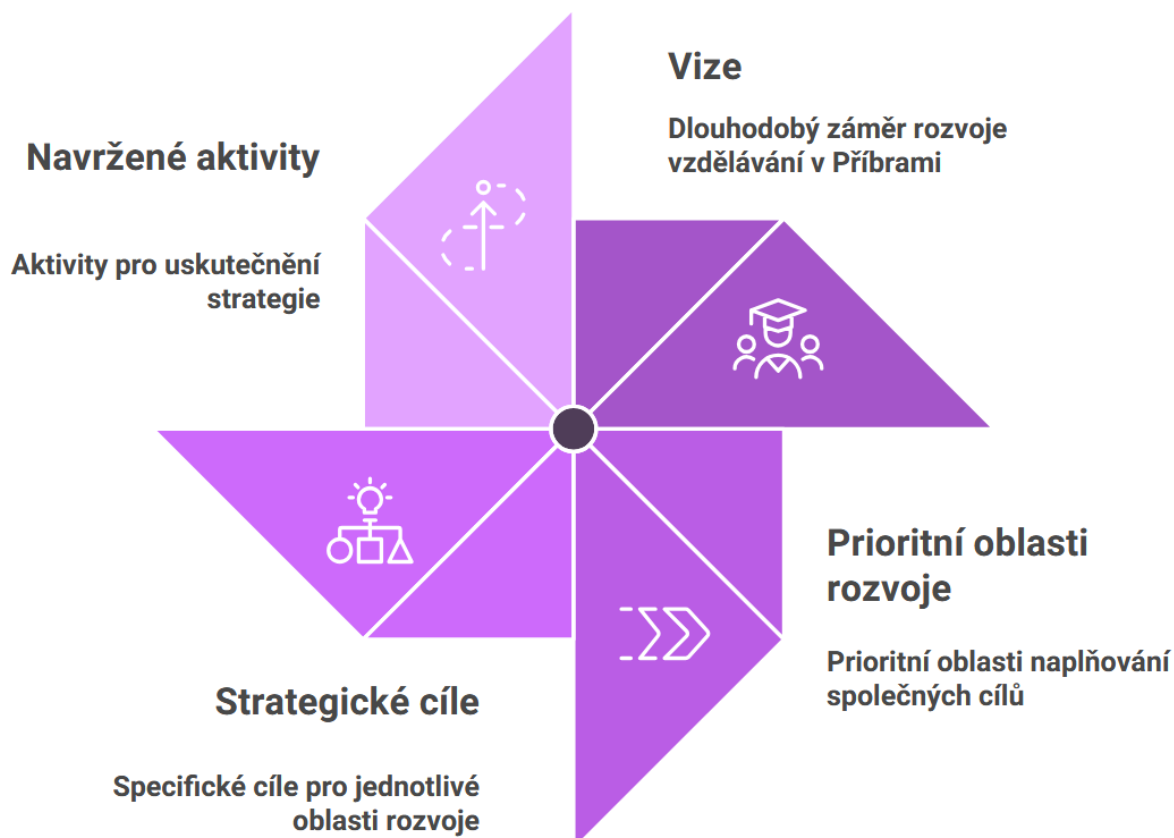 Vize
Dlouhodobý záměr rozvoje
vzdělávání v Příbrami
Prioritní oblasti
rozvoje
Prioritní oblasti naplňování
společných cílů
Strategické cíle
Specifické cíle pro jednotlivé
oblasti rozvoje
Navržené aktivity
Aktivity pro uskutečnění
strategie